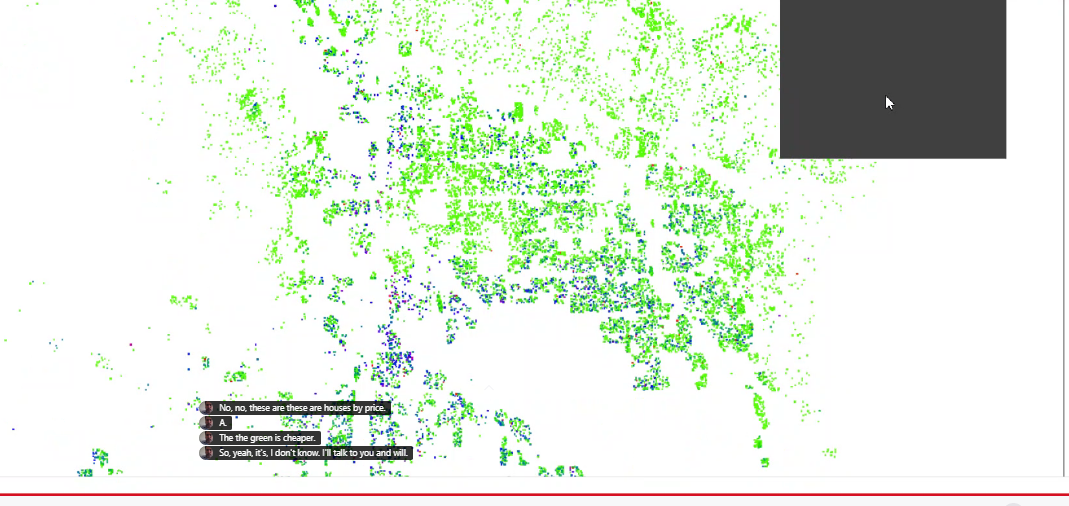 No, no, these are these are houses by price.
A.
The the green is cheaper.
So, yeah, it's, I don't know. I'll talk to you and will.